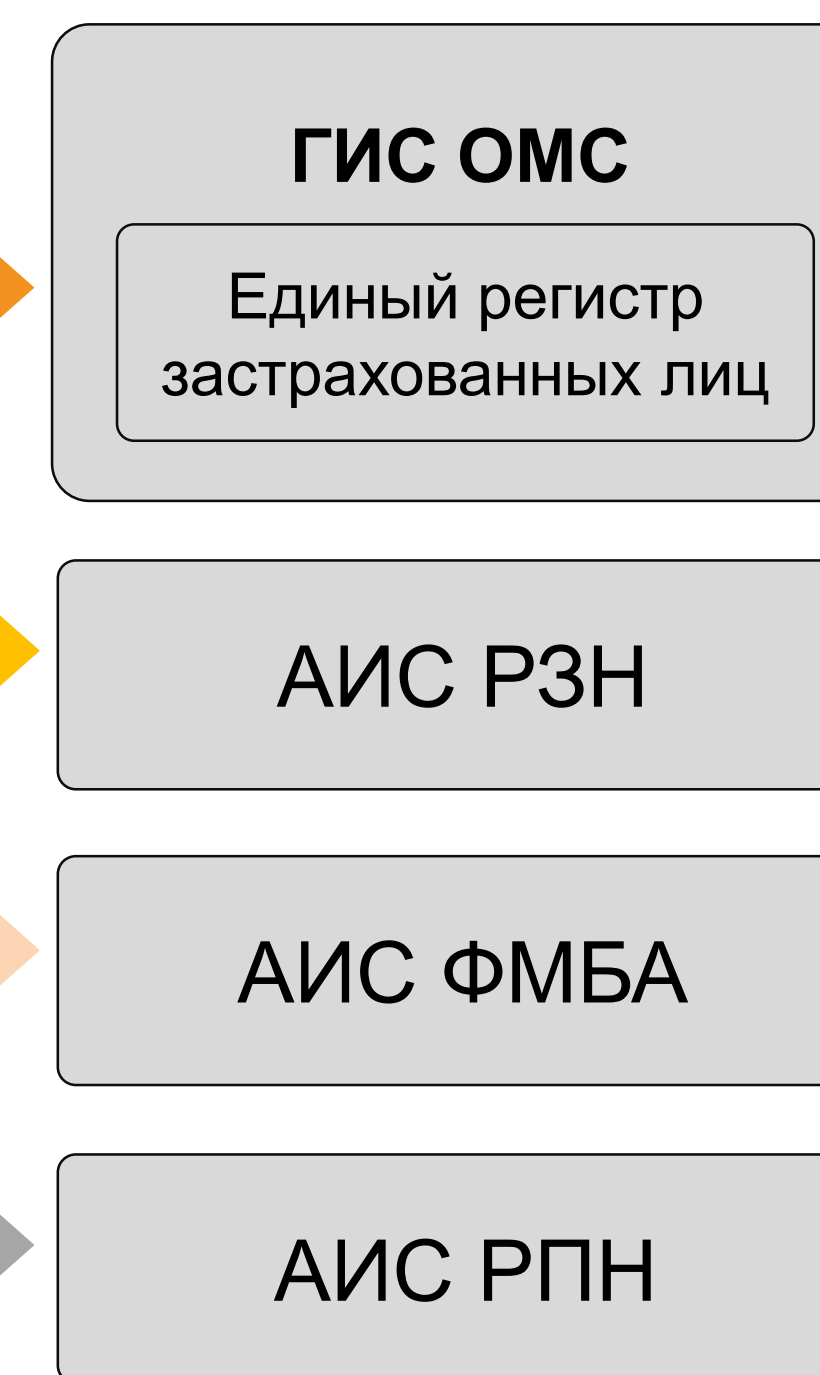 ГИС ОМС
Единый регистр
застрахованных лиц
АИС РЗН
АИС ФМБА
АИС РПН